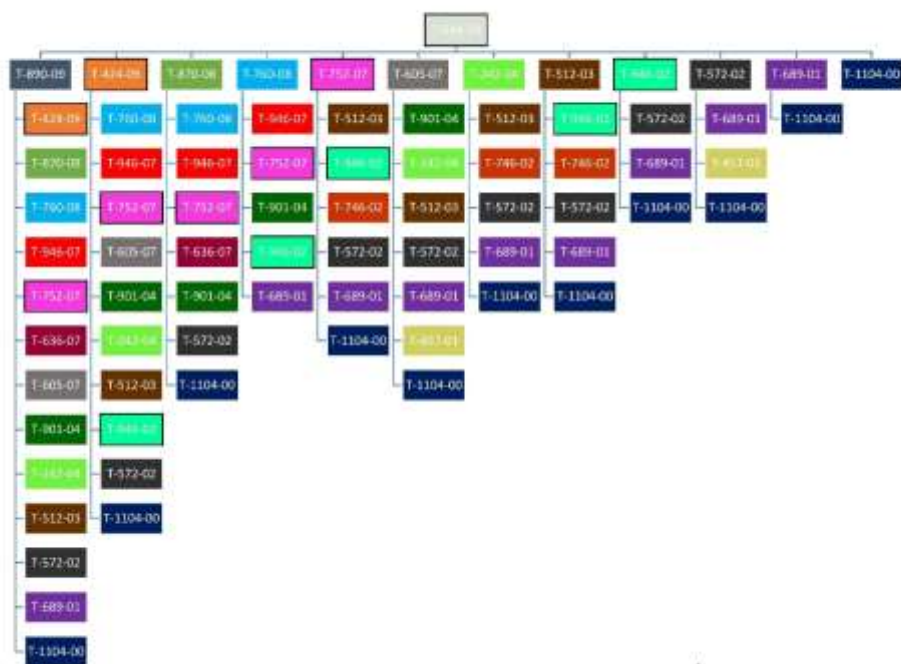 T-890-09 T-424-09 T-870-08 T-760-08 T-752-07 T-605-07 T-512-03 T-572-02 T-689-01 T-1104-00
T-424-09 T-760-08 T-760-08 T-946-07 T-512-03 T-901-04 T-512-03 T-572-02 T-689-01 T-1104-00
T-870-08 T-946-07 T-946-07 T-752-07 T-746-02 T-746-02 T-689-01
T-760-08 T-752-07 T-752-07 T-901-04 T-746-02 T-512-03 T-572-02 T-572-02 T-1104-00 T-1104-00
T-946-07 T-605-07 T-636-07 T-572-02 T-572-02 T-689-01 T-689-01
T-752-07 T-901-04 T-901-04 T-689-01 T-689-01 T-689-01 T-1104-00 T-1104-00
T-636-07 T-572-02 T-1104-00
T-605-07 T-512-03 T-1104-00 T-1104-00
T-901-04
T-572-02
T-512-03 T-1104-00
T-572-02
T-689-01
T-1104-00